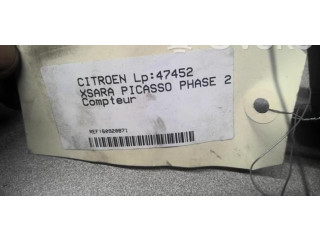 CITROEN Lp:47452
XSARA PICASSO PHASE 2
Compteur